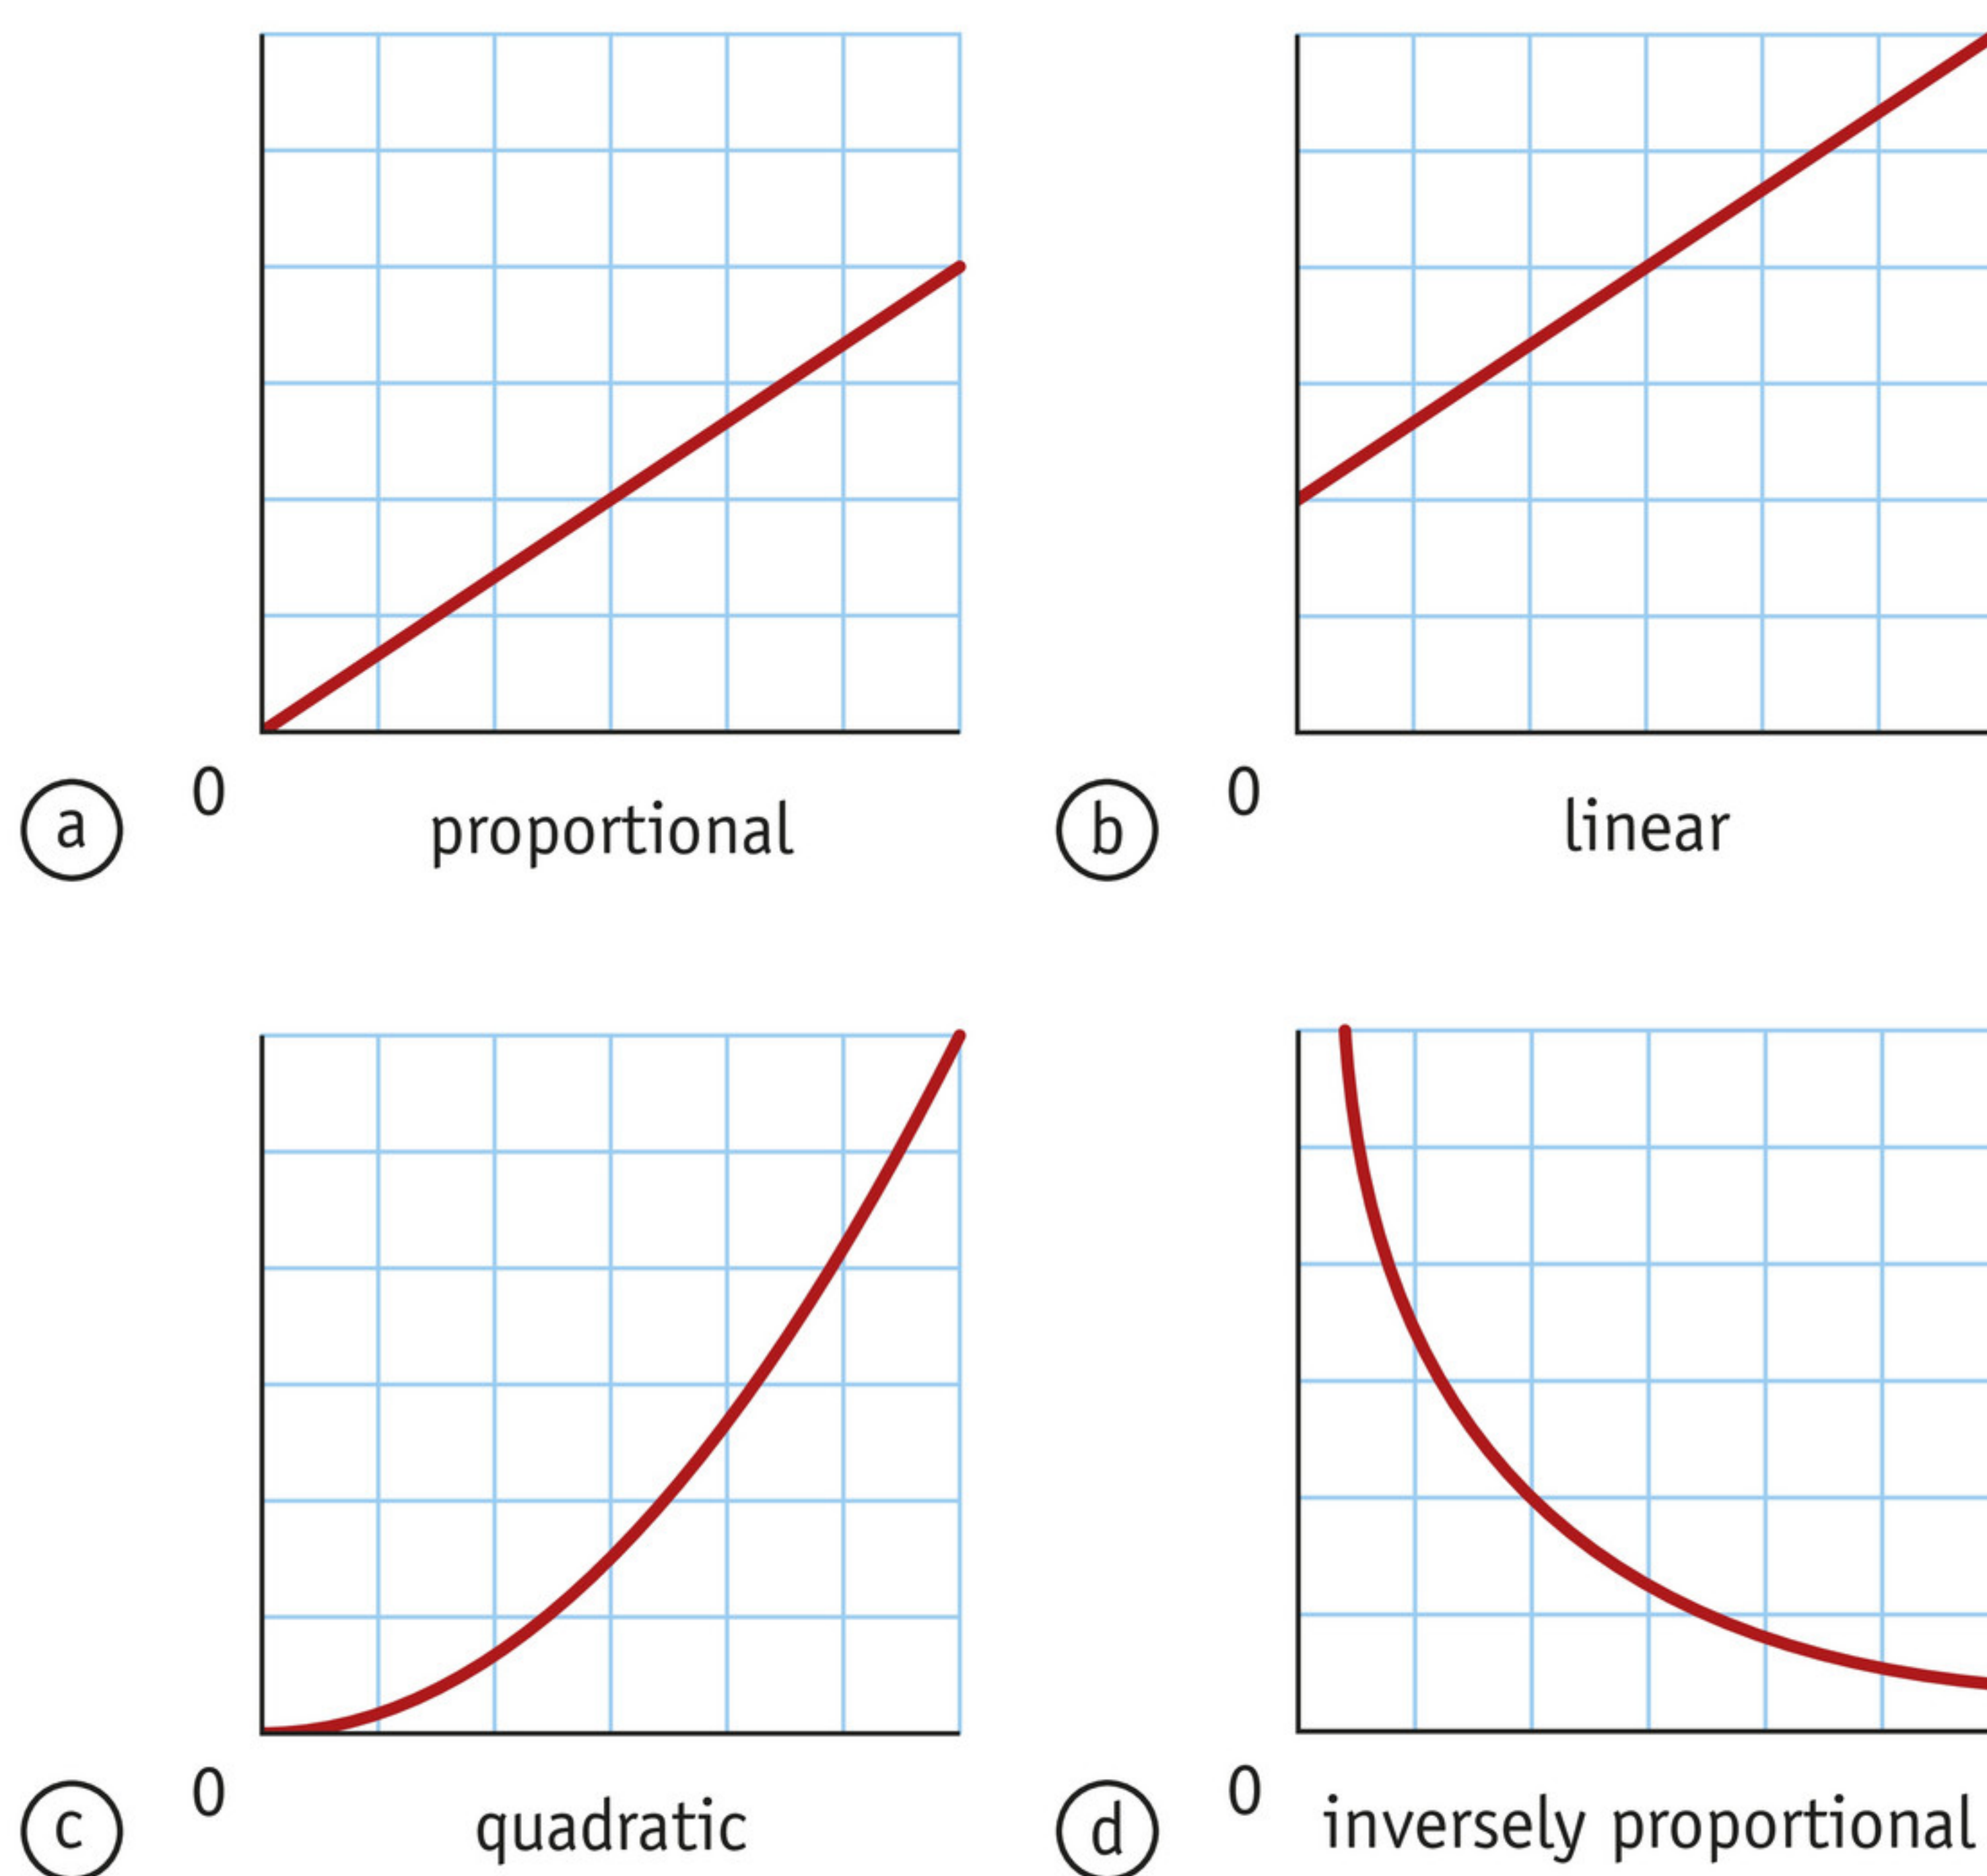 a 0 proportional
b 0 linear
c 0 quadratic
d 0 inversely proportional